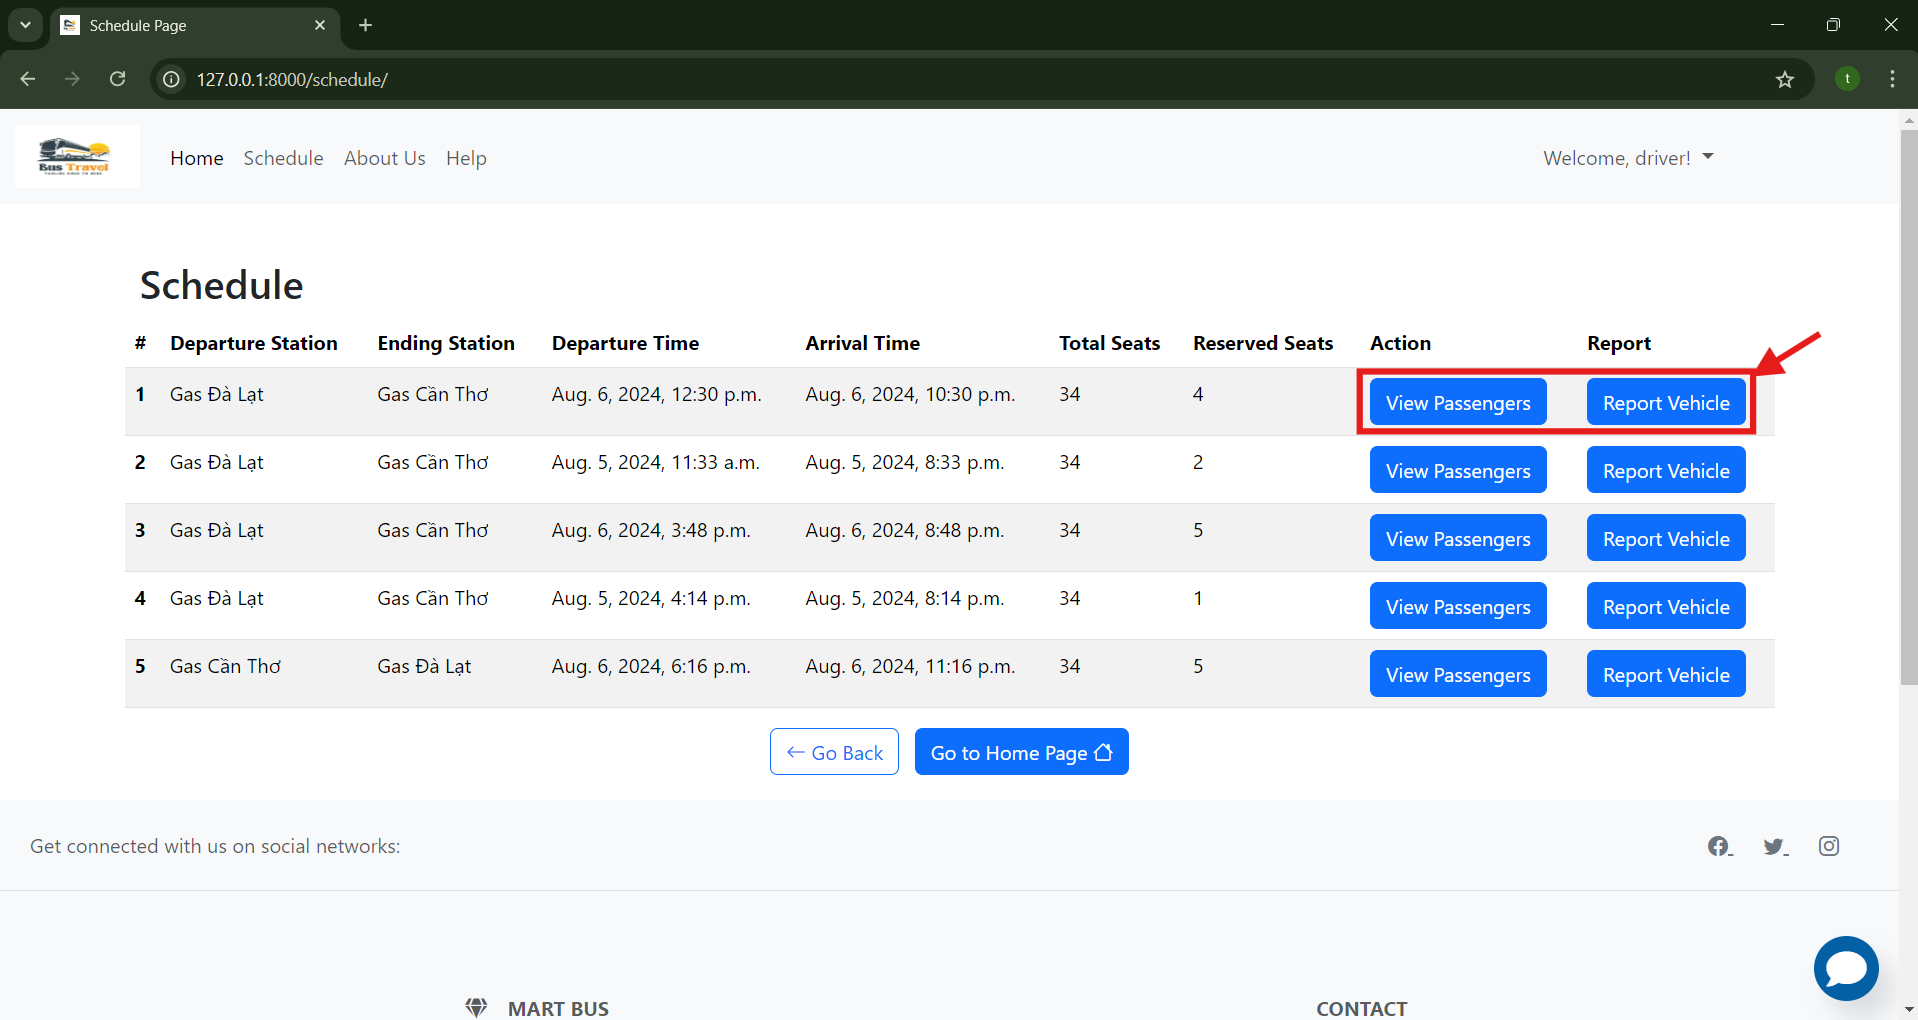 Schedule Page
127.0.0.1:8000/schedule/
t
Bus Travel
Home Schedule About Us Help
Welcome, driver!
Schedule
# Departure Station Ending Station Departure Time Arrival Time Total Seats Reserved Seats Action Report
1 Gas Đà Lạt Gas Cần Thơ Aug. 6, 2024, 12:30 p.m. Aug. 6, 2024, 10:30 p.m. 34 4 View Passengers Report Vehicle
2 Gas Đà Lạt Gas Cần Thơ Aug. 5, 2024, 11:33 a.m. Aug. 5, 2024, 8:33 p.m. 34 2 View Passengers Report Vehicle
3 Gas Đà Lạt Gas Cần Thơ Aug. 6, 2024, 3:48 p.m. Aug. 6, 2024, 8:48 p.m. 34 5 View Passengers Report Vehicle
4 Gas Đà Lạt Gas Cần Thơ Aug. 5, 2024, 4:14 p.m. Aug. 5, 2024, 8:14 p.m. 34 1 View Passengers Report Vehicle
5 Gas Cần Thơ Gas Đà Lạt Aug. 6, 2024, 6:16 p.m. Aug. 6, 2024, 11:16 p.m. 34 5 View Passengers Report Vehicle
← Go Back Go to Home Page
Get connected with us on social networks:
MART BUS CONTACT